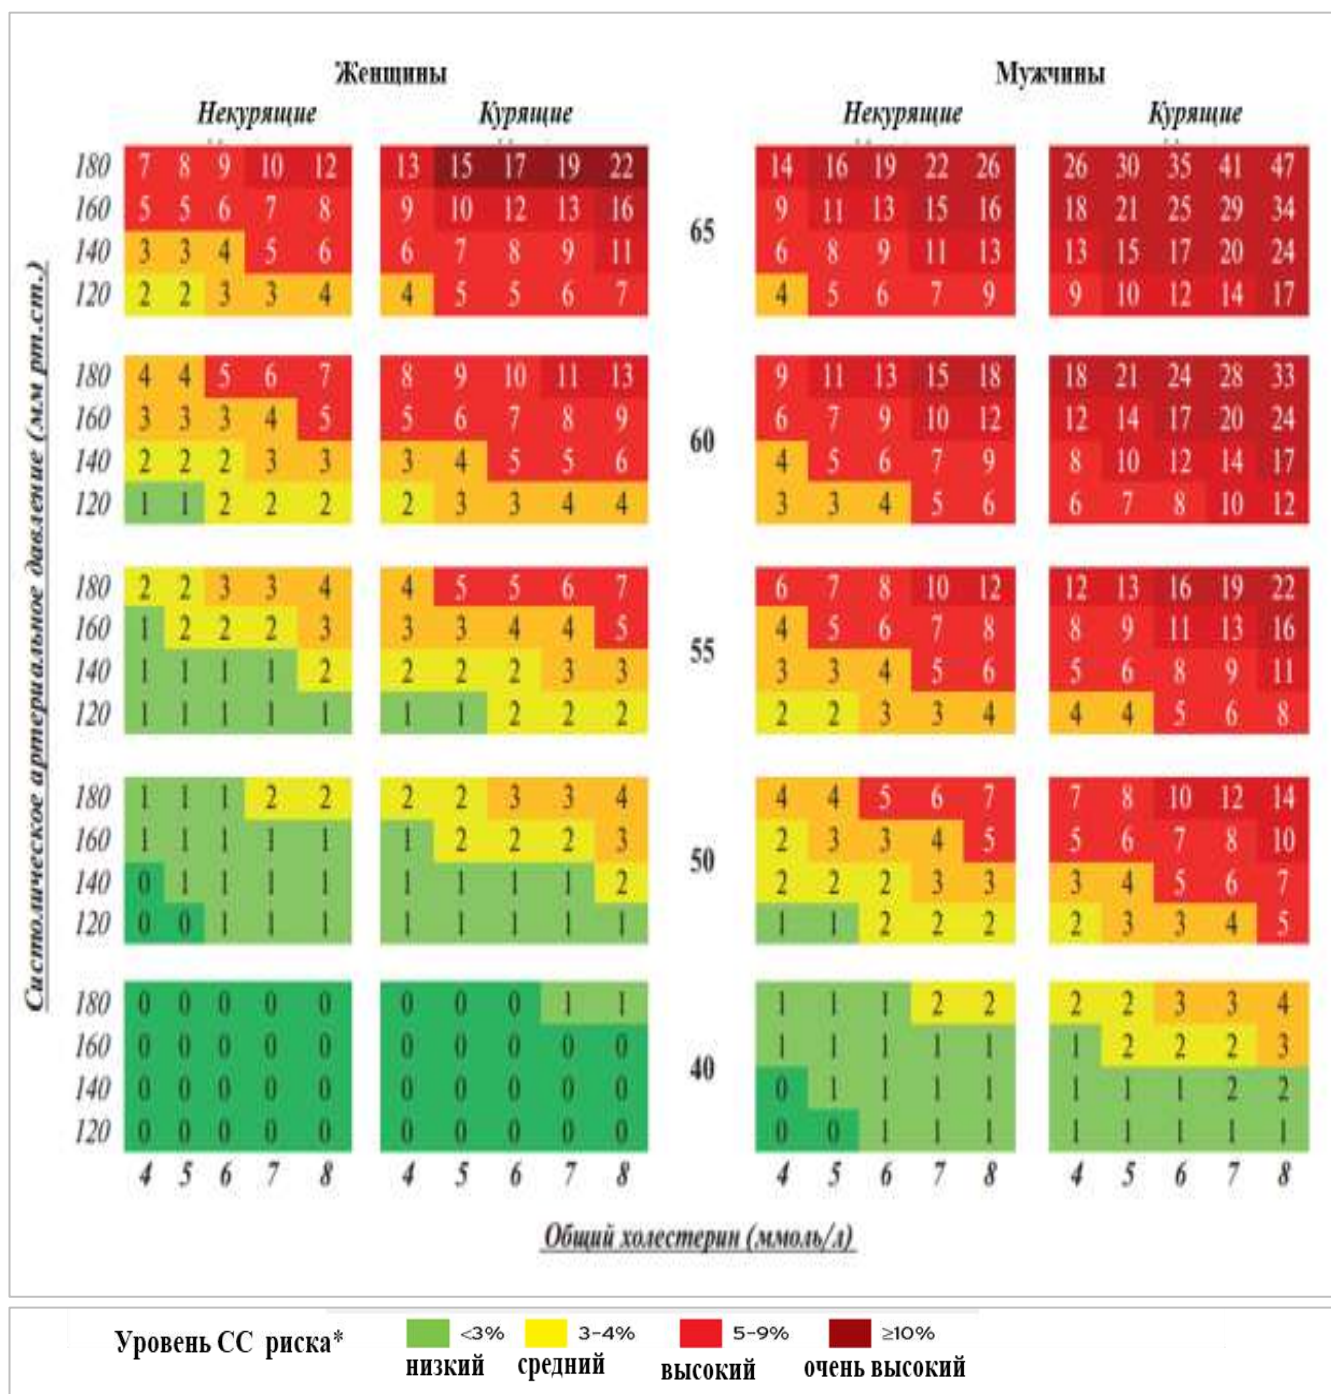 Женщины Мужчины
Некурящие Курящие Некурящие Курящие
Систолическое артериальное давление (мм рт.ст.)
180 7 8 9 10 12 13 15 17 19 22 14 16 19 22 26 26 30 35 41 47
160 5 5 6 7 8 9 10 12 13 16 9 11 13 15 16 18 21 25 29 34
65
140 3 3 4 5 6 6 7 8 9 11 6 8 9 11 13 13 15 17 20 24
120 2 2 3 3 4 4 5 5 6 7 4 5 6 7 9 9 10 12 14 17
180 4 4 5 6 7 8 9 10 11 13 9 11 13 15 18 18 21 24 28 33
160 3 3 3 4 5 5 6 7 8 9 6 7 9 10 12 12 14 17 20 24
60
140 2 2 2 3 3 3 4 5 5 6 4 5 6 7 9 8 10 12 14 17
120 1 1 2 2 2 2 3 3 4 4 3 3 4 5 6 6 7 8 10 12
180 2 2 3 3 4 4 5 5 6 7 6 7 8 10 12 12 13 16 19 22
160 1 2 2 2 3 3 3 4 4 5 4 5 6 7 8 8 9 11 13 16
55
140 1 1 1 1 2 2 2 2 3 3 3 3 4 5 6 5 6 8 9 11
120 1 1 1 1 1 1 1 2 2 2 2 2 3 3 4 4 4 5 6 8
180 1 1 1 2 2 2 2 3 3 4 4 4 5 6 7 7 8 10 12 14
160 1 1 1 1 1 1 2 2 2 3 2 3 3 4 5 5 6 7 8 10
50
140 0 1 1 1 1 1 1 1 1 2 2 2 2 3 3 3 4 5 6 7
120 0 0 1 1 1 1 1 1 1 1 1 1 2 2 2 2 3 3 4 5
180 0 0 0 0 0 0 0 0 1 1 1 1 1 2 2 2 2 3 3 4
160 0 0 0 0 0 0 0 0 0 0 1 1 1 1 1 1 2 2 2 3
40
140 0 0 0 0 0 0 0 0 0 0 0 1 1 1 1 1 1 1 2 2
120 0 0 0 0 0 0 0 0 0 0 0 0 1 1 1 1 1 1 1 1
4 5 6 7 8 4 5 6 7 8 4 5 6 7 8 4 5 6 7 8
Общий холестерин (ммоль/л)
Уровень СС риска* <3% 3–4% 5–9% ≥10%
низкий средний высокий очень высокий